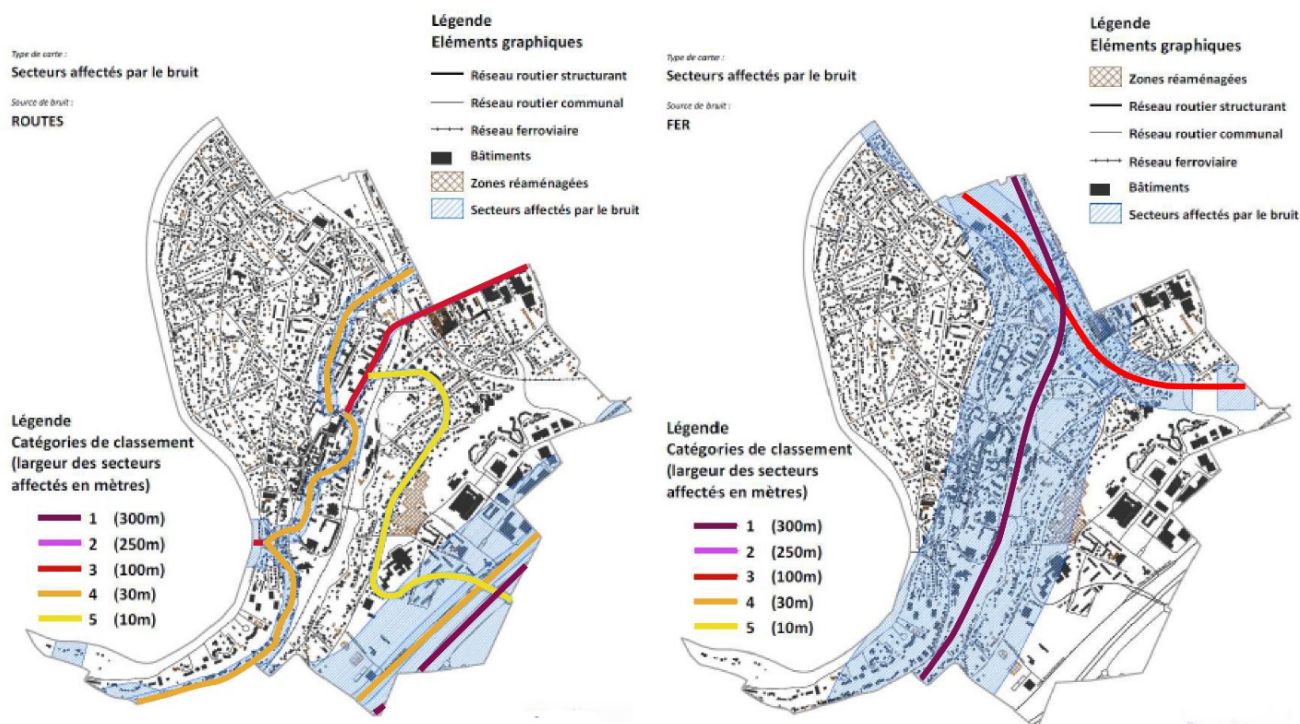 Type de carte :
Secteurs affectés par le bruit
Source de bruit :
ROUTES
Légende
Eléments graphiques
Réseau routier structurant
Réseau routier communal
Réseau ferroviaire
Bâtiments
Zones réaménagées
Secteurs affectés par le bruit
Légende
Catégories de classement
(largeur des secteurs
affectés en mètres)
1 (300m)
2 (250m)
3 (100m)
4 (30m)
5 (10m)
Type de carte :
Secteurs affectés par le bruit
Source de bruit :
FER
Légende
Eléments graphiques
Zones réaménagées
Réseau routier structurant
Réseau routier communal
Réseau ferroviaire
Bâtiments
Secteurs affectés par le bruit
Légende
Catégories de classement
(largeur des secteurs
affectés en mètres)
1 (300m)
2 (250m)
3 (100m)
4 (30m)
5 (10m)